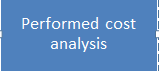 Performed cost
analysis